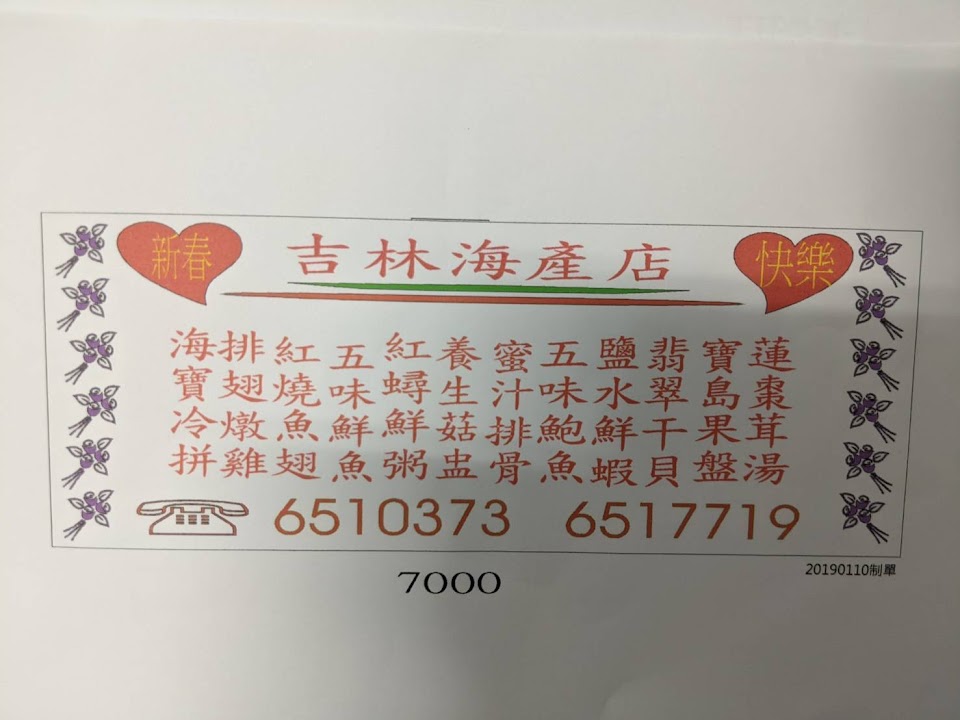 新春
吉林海產店
快樂
海寶冷拼
排翅燉雞
紅燒魚翅
五味鮮魚
紅蟳鮮粥
養生菇盅
蜜汁排骨
五味鮑魚
鹽水鮮蝦
翡翠干貝
寶島果盤
蓮棗茸湯
6510373 6517719
20190110制單
7000